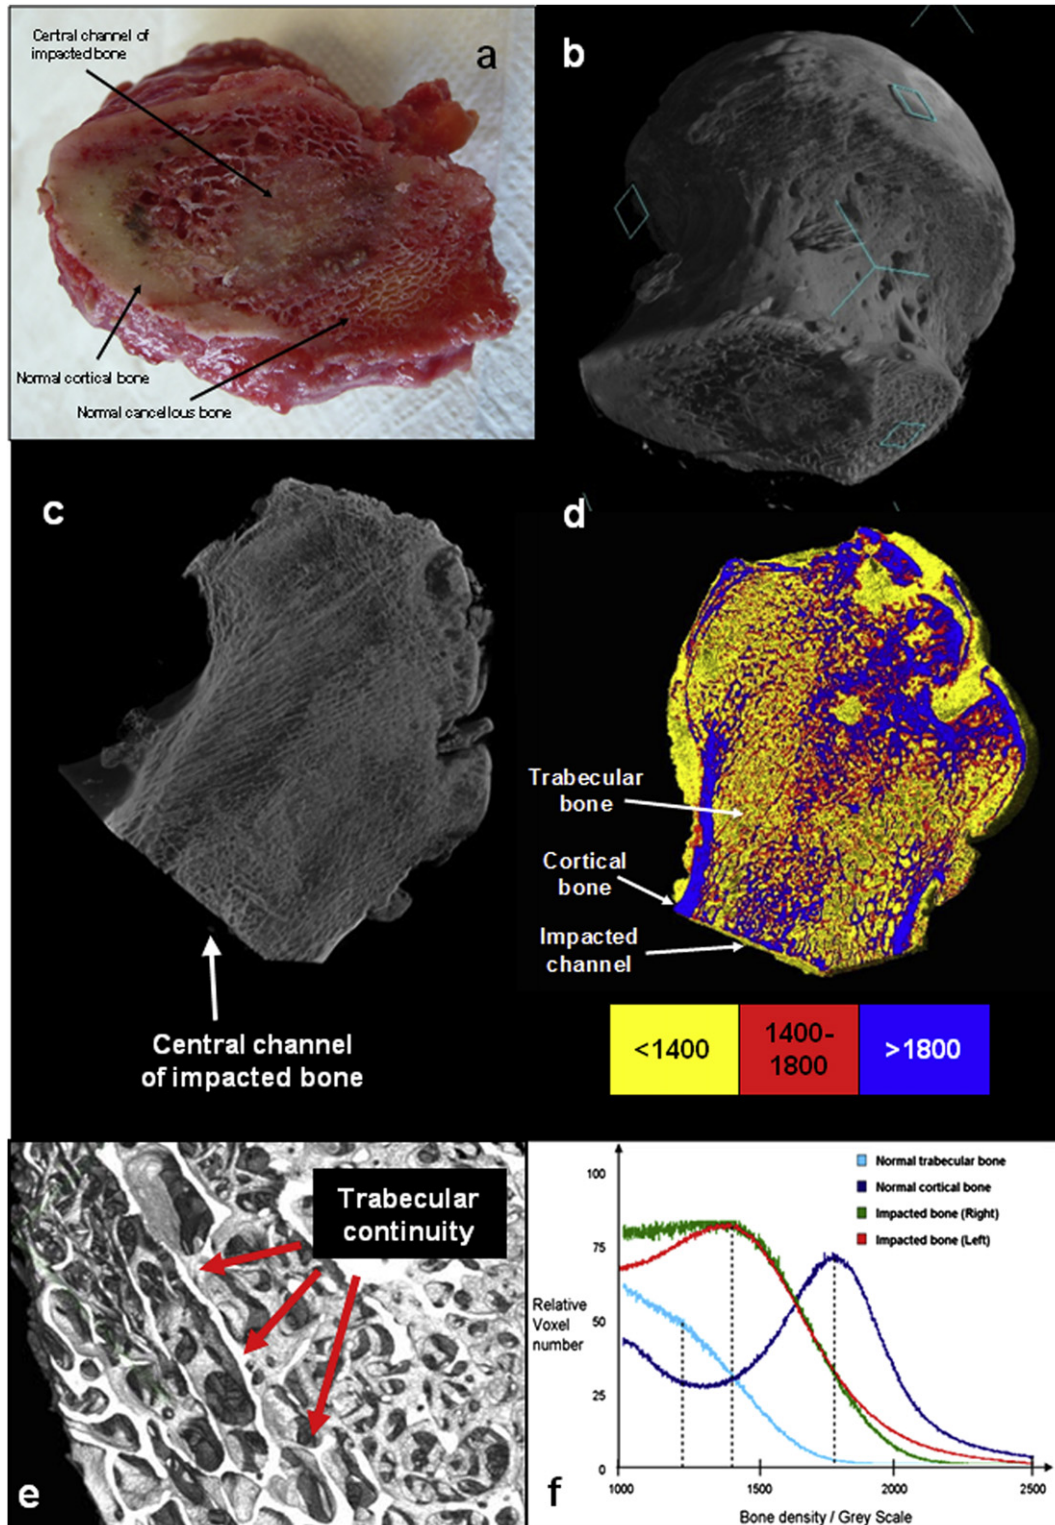 Certral channel of
impacted bone
a
Normal cortical bone
Normal cancellous bone
b
c
Central channel
of impacted bone
d
Trabecular
bone
Cortical
bone
Impacted
channel
<1400
1400-
1800
>1800
Trabecular
continuity
e
100
75
50
25
0
Relative
Voxel
number
Normal trabecular bone
Normal cortical bone
Impacted bone (Right)
Impacted bone (Left)
f
1000
1500
2000
2500
Bone density / Grey Scale